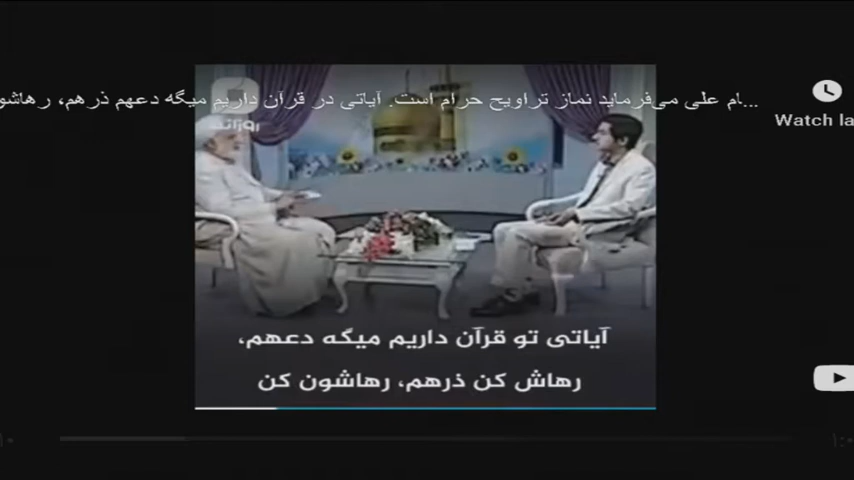 ...ام علی می‌فرماید نماز تراویح حرام است. آیاتی در قرآن داریم میگه دعهم ذرهم، رهاشو
Watch la
روزانه
آیاتی تو قرآن داریم میگه دعهم،
رهاش کن ذرهم، رهاشون کن